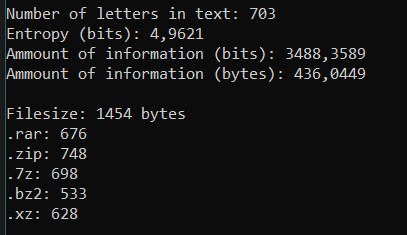 Number of letters in text: 703
Entropy (bits): 4,9621
Ammount of information (bits): 3488,3589
Ammount of information (bytes): 436,0449
Filesize: 1454 bytes
.rar: 676
.zip: 748
.7z: 698
.bz2: 533
.xz: 628